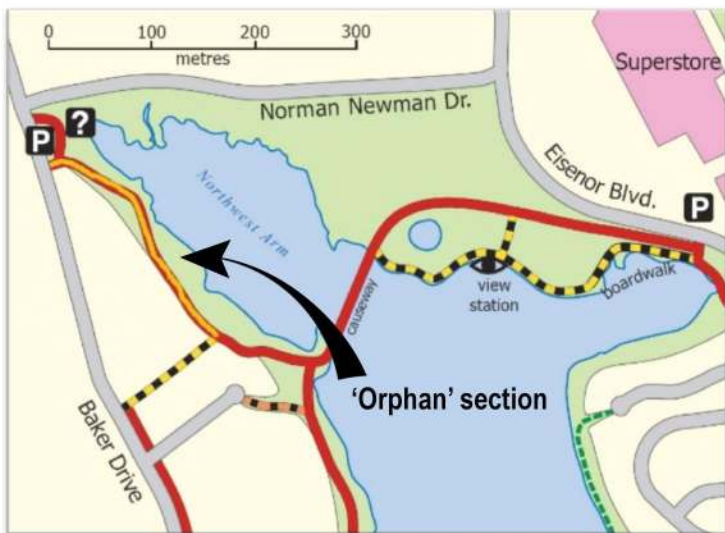 0 100 200 300
metres
Superstore
Norman Newman Dr.
?
P
Eisenor Blvd.
P
Northwest Arm
boardwalk
view
station
causeway
'Orphan' section
Baker Drive